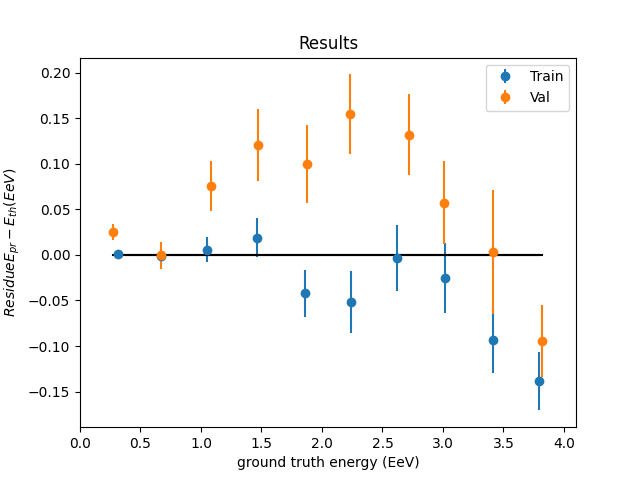 Results
Train
Val
0.20
0.15
0.10
0.05
0.00
−0.05
−0.10
−0.15
ResidueE_pr − E_th(EeV)
0.0 0.5 1.0 1.5 2.0 2.5 3.0 3.5 4.0
ground truth energy (EeV)